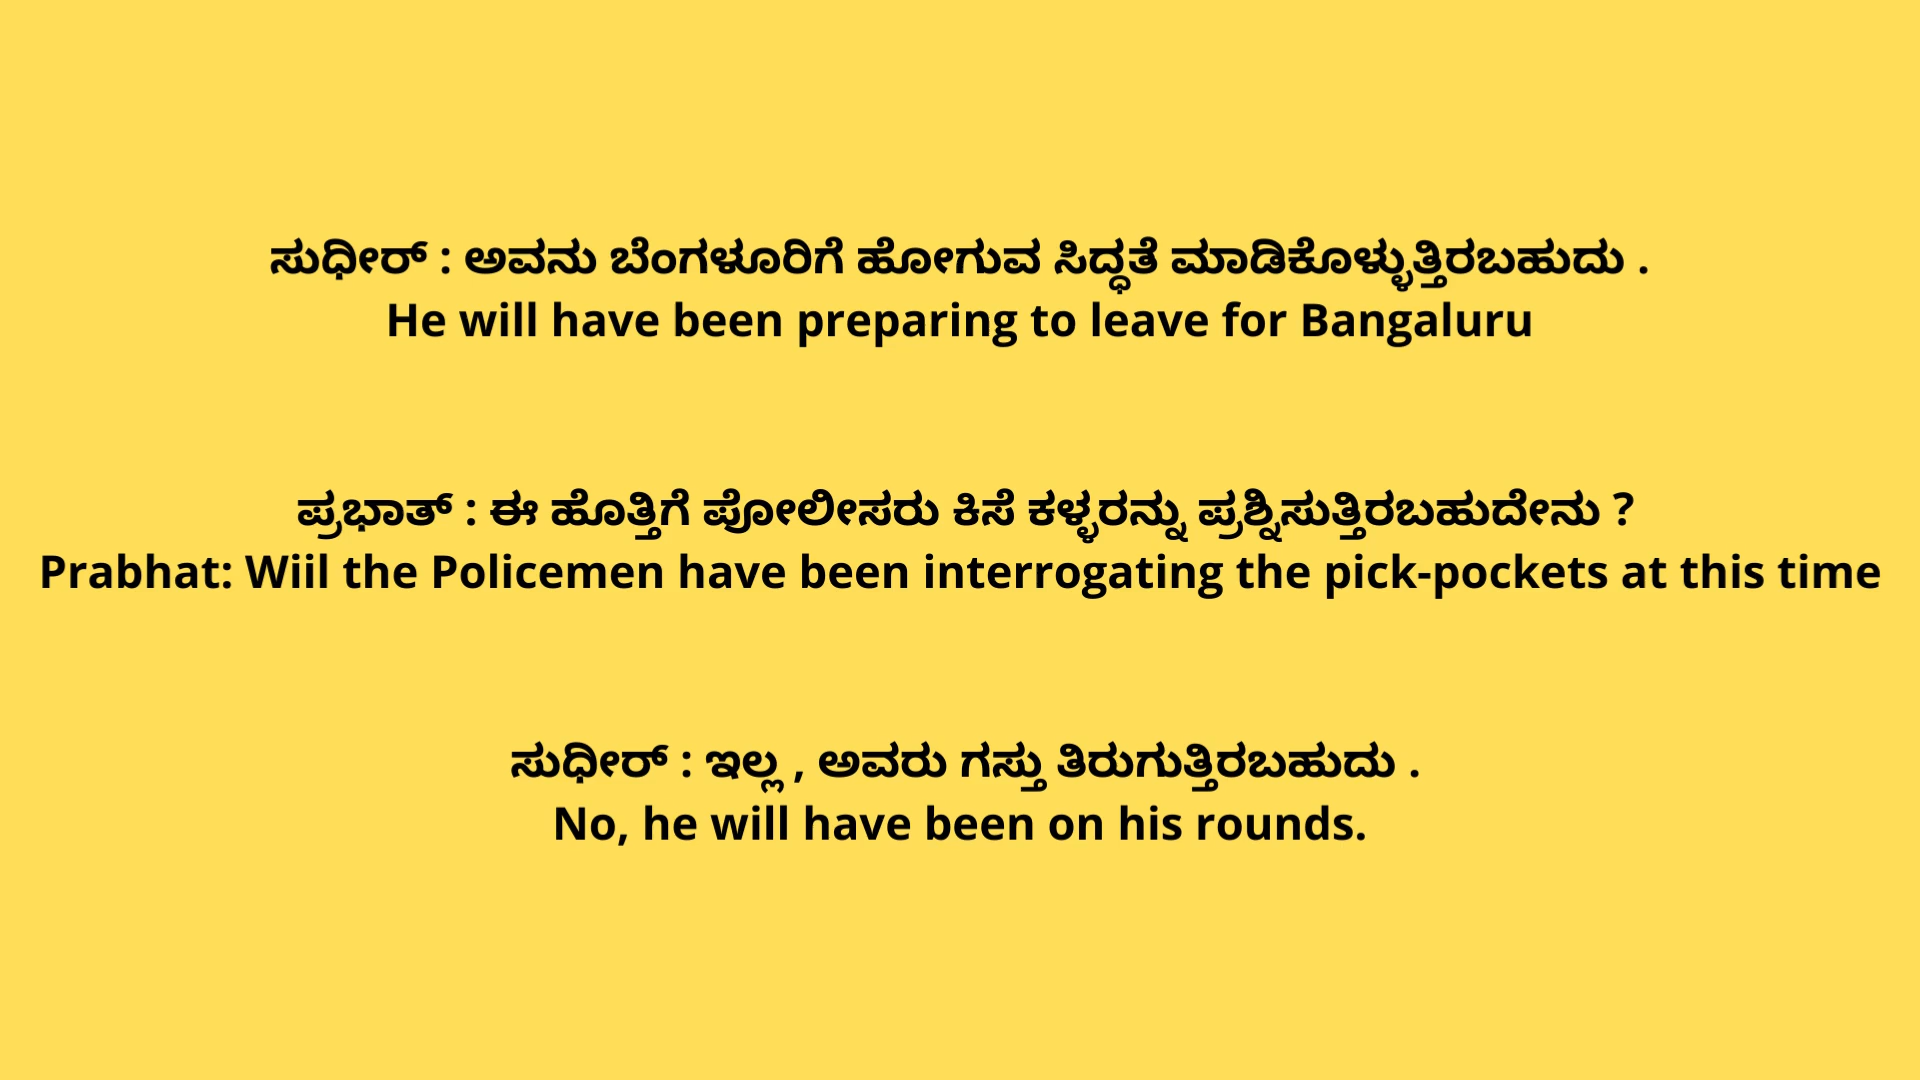 ಸುಧೀರ್ : ಅವನು ಬೆಂಗಳೂರಿಗೆ ಹೋಗುವ ಸಿದ್ಧತೆ ಮಾಡಿಕೊಳ್ಳುತ್ತಿರಬಹುದು .
He will have been preparing to leave for Bangaluru
ಪ್ರಭಾತ್ : ಈ ಹೊತ್ತಿಗೆ ಪೋಲೀಸರು ಕಿಸೆ ಕಳ್ಳರನ್ನು ಪ್ರಶ್ನಿಸುತ್ತಿರಬಹುದೇನು ?
Prabhat: Wiil the Policemen have been interrogating the pick-pockets at this time
ಸುಧೀರ್ : ಇಲ್ಲ , ಅವರು ಗಸ್ತು ತಿರುಗುತ್ತಿರಬಹುದು .
No, he will have been on his rounds.